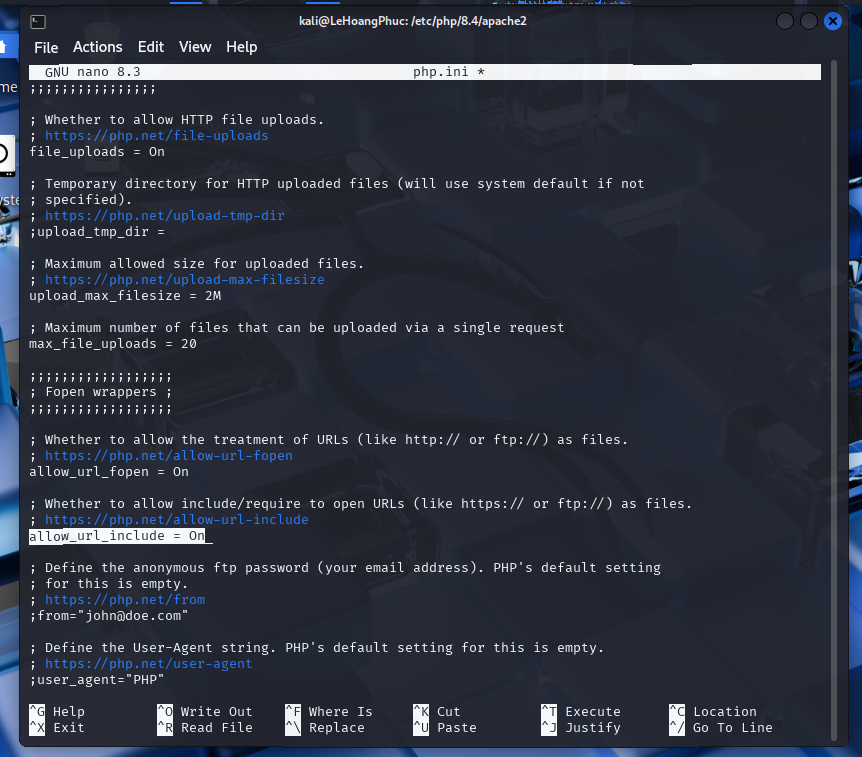 kali@LeHoangPhuc: /etc/php/8.4/apache2
File Actions Edit View Help
GNU nano 8.3 php.ini *
;;;;;;;;;;;;;;;;
; Whether to allow HTTP file uploads.
; https://php.net/file-uploads
file_uploads = On
; Temporary directory for HTTP uploaded files (will use system default if not
; specified).
; https://php.net/upload-tmp-dir
;upload_tmp_dir =
; Maximum allowed size for uploaded files.
; https://php.net/upload-max-filesize
upload_max_filesize = 2M
; Maximum number of files that can be uploaded via a single request
max_file_uploads = 20
;;;;;;;;;;;;;;;;;;
; Fopen wrappers ;
;;;;;;;;;;;;;;;;;;
; Whether to allow the treatment of URLs (like http:// or ftp://) as files.
; https://php.net/allow-url-fopen
allow_url_fopen = On
; Whether to allow include/require to open URLs (like https:// or ftp://) as files.
; https://php.net/allow-url-include
allow_url_include = On
; Define the anonymous ftp password (your email address). PHP's default setting
; for this is empty.
; https://php.net/from
;from="john@doe.com"
; Define the User-Agent string. PHP's default setting for this is empty.
; https://php.net/user-agent
;user_agent="PHP"
^G Help ^O Write Out ^F Where Is ^K Cut ^T Execute ^C Location
^X Exit ^R Read File ^\ Replace ^U Paste ^J Justify ^/ Go To Line